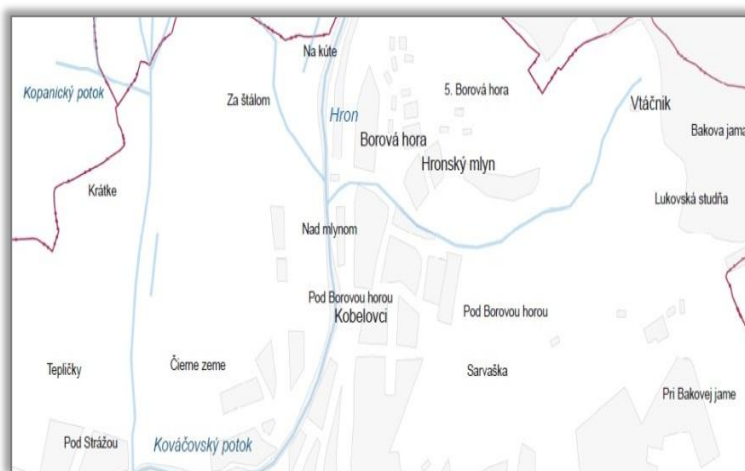 Na kúte
Kopanický potok
Za štálom
5. Borová hora
Vtáčnik
Hron
Bakova jama
Borová hora
Hronský mlyn
Krátke
Lukovská studňa
Nad mlynom
Pod Borovou horou
Kobelovci
Pod Borovou horou
Tepličky
Čierne zeme
Sarvaška
Pri Bakovej jame
Pod Strážou
Kováčovský potok